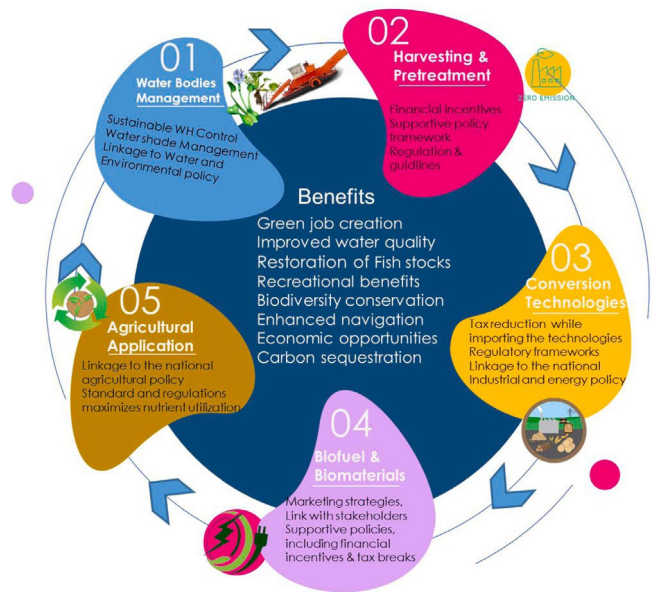 01
Water Bodies
Management
Sustainable WH Control
Watershade Management
Linkage to Water and
Environmental policy
02
Harvesting &
Pretreatment
Financial incentives
Supportive policy
framework
Regulation &
guidlines
ZERO EMISSION
Benefits
Green job creation
Improved water quality
Restoration of Fish stocks
Recreational benefits
Biodiversity conservation
Enhanced navigation
Economic opportunities
Carbon sequestration
03
Conversion
Technologies
Tax reduction while
importing the technologies
Regulatory frameworks
Linkage to the national
Industrial and energy policy
04
Biofuel &
Biomaterials
Marketing strategies,
Link with stakeholders
Supportive policies,
including financial
incentives & tax breaks
05
Agricultural
Application
Linkage to the national
agricultural policy
Standard and regulations
maximizes nutrient utilization